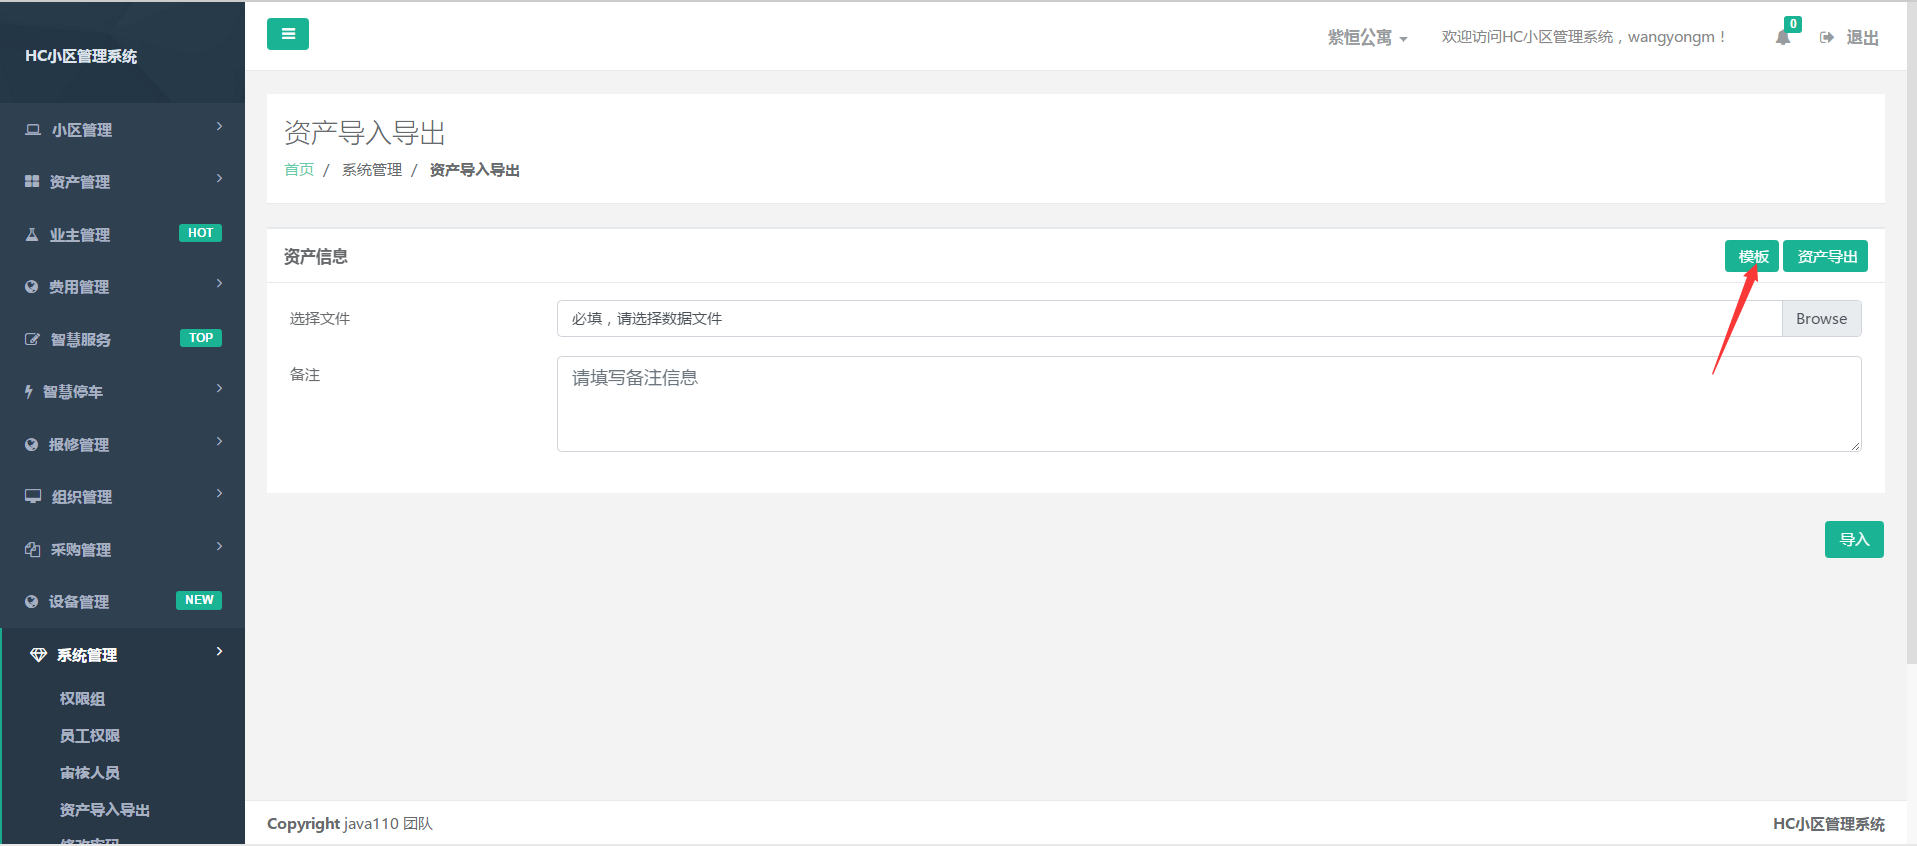 HC小区管理系统
紫恒公寓
欢迎访问HC小区管理系统，wangyongm！
0
退出
小区管理
资产管理
业主管理 HOT
费用管理
智慧服务 TOP
智慧停车
报修管理
组织管理
采购管理
设备管理 NEW
系统管理
权限组
员工权限
审核人员
资产导入导出
修改密码
资产导入导出
首页 / 系统管理 / 资产导入导出
资产信息
模板 资产导出
选择文件 必填，请选择数据文件 Browse
备注 请填写备注信息
导入
Copyright java110 团队
HC小区管理系统